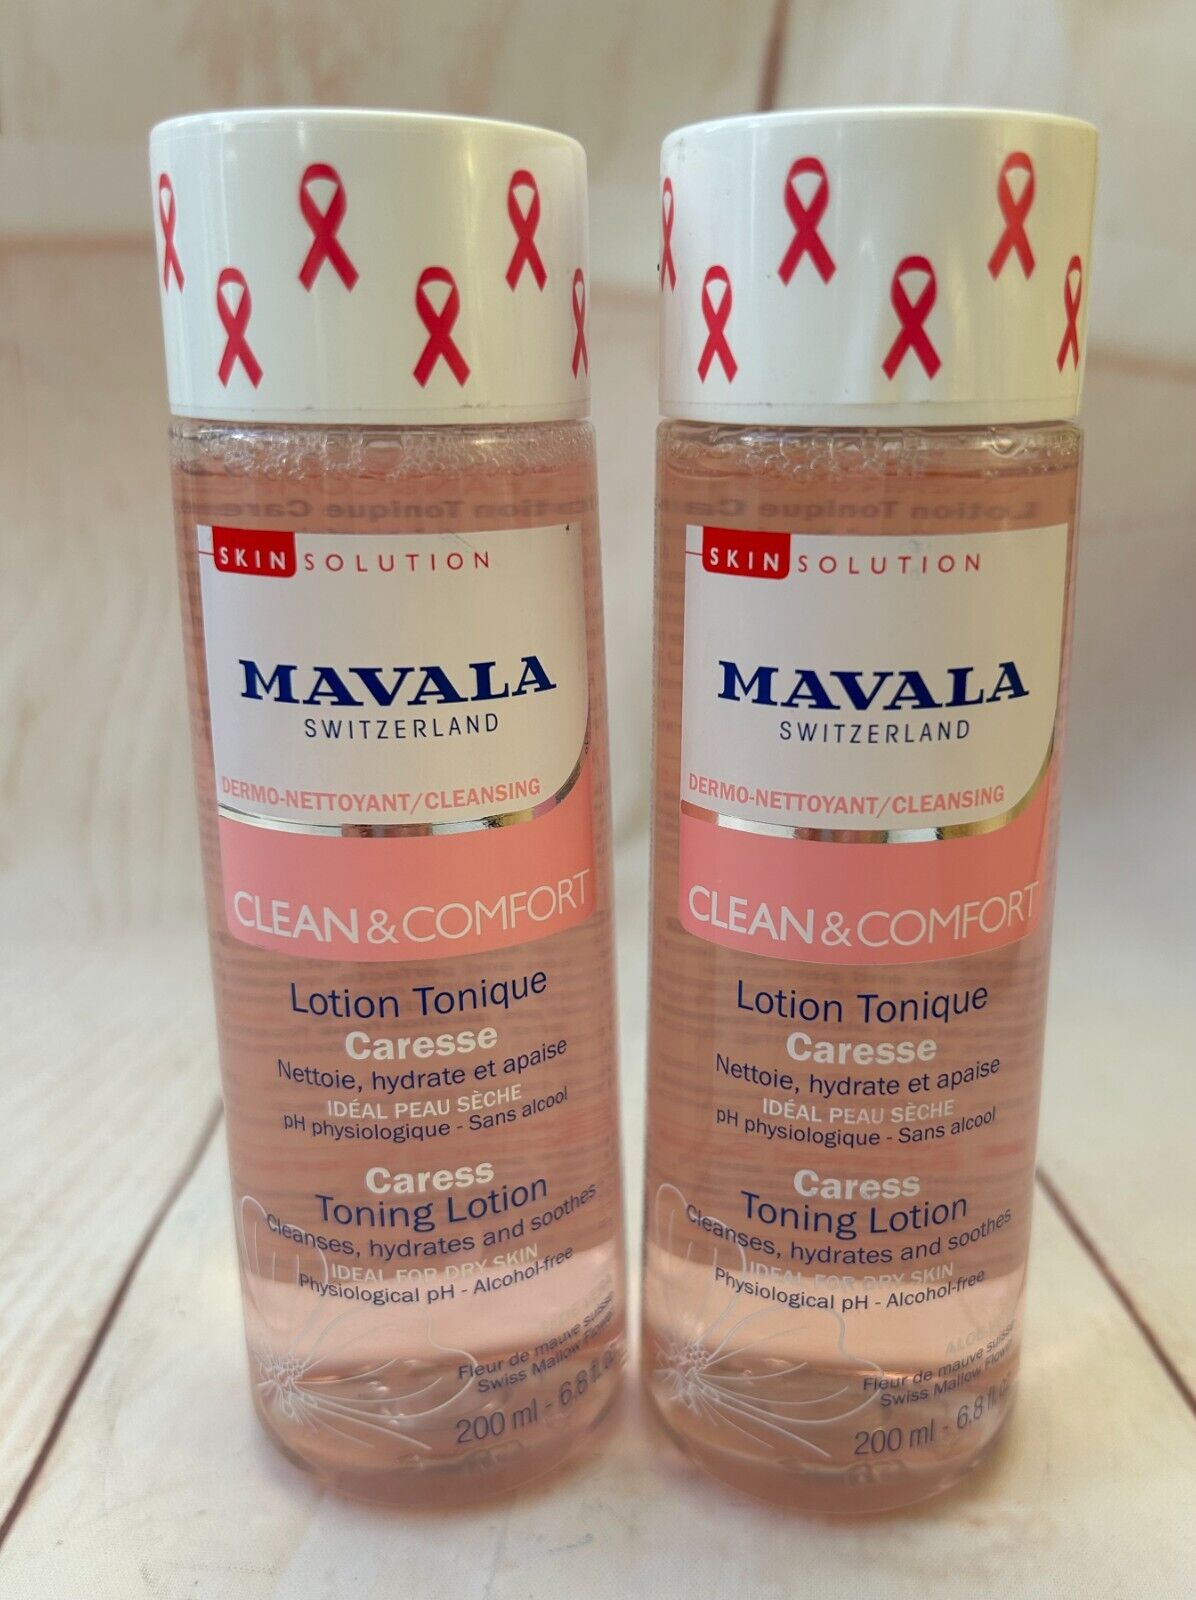 SKIN SOLUTION
MAVALA
SWITZERLAND
DERMO-NETTOYANT/CLEANSING
CLEAN&COMFORT
Lotion Tonique
Caresse
Nettoie, hydrate et apaise
IDÉAL PEAU SÈCHE
pH physiologique - Sans alcool
Caress
Toning Lotion
Cleanses, hydrates and soothes
IDEAL FOR DRY SKIN
Physiological pH - Alcohol-free
Fleur de mauve suisse
Swiss Mallow Flower
200 ml - 6.8 fl.oz
SKIN SOLUTION
MAVALA
SWITZERLAND
DERMO-NETTOYANT/CLEANSING
CLEAN&COMFORT
Lotion Tonique
Caresse
Nettoie, hydrate et apaise
IDÉAL PEAU SÈCHE
pH physiologique - Sans alcool
Caress
Toning Lotion
Cleanses, hydrates and soothes
IDEAL FOR DRY SKIN
Physiological pH - Alcohol-free
Fleur de mauve suisse
Swiss Mallow Flower
200 ml - 6.8 fl.oz